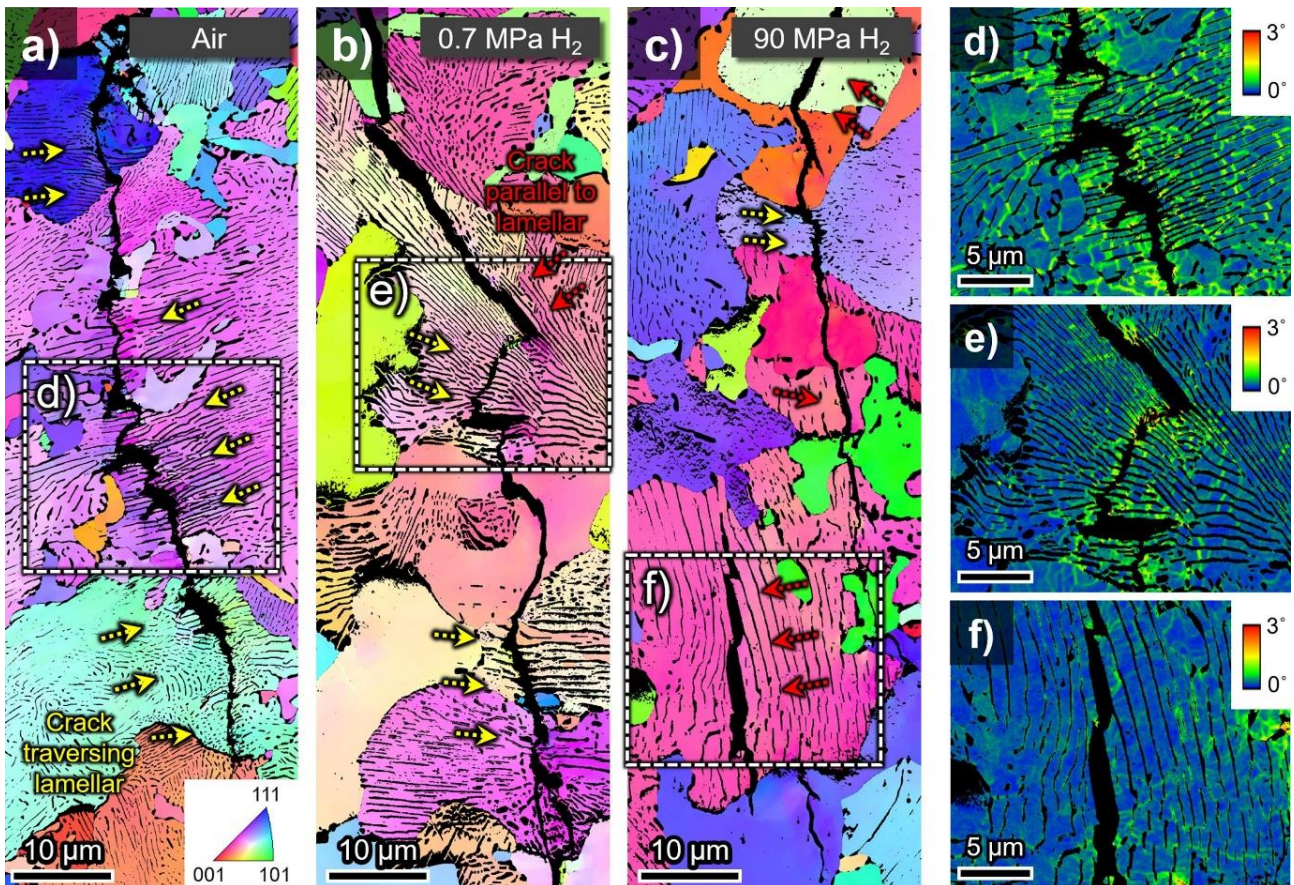 a)
Air
Crack
traversing
lamellar
111
001
101
10 µm
b)
0.7 MPa H₂
Crack
parallel to
lamellar
10 µm
c)
90 MPa H₂
10 µm
d)
e)
f)
d)
3°
0°
5 µm
e)
3°
0°
5 µm
f)
3°
0°
5 µm